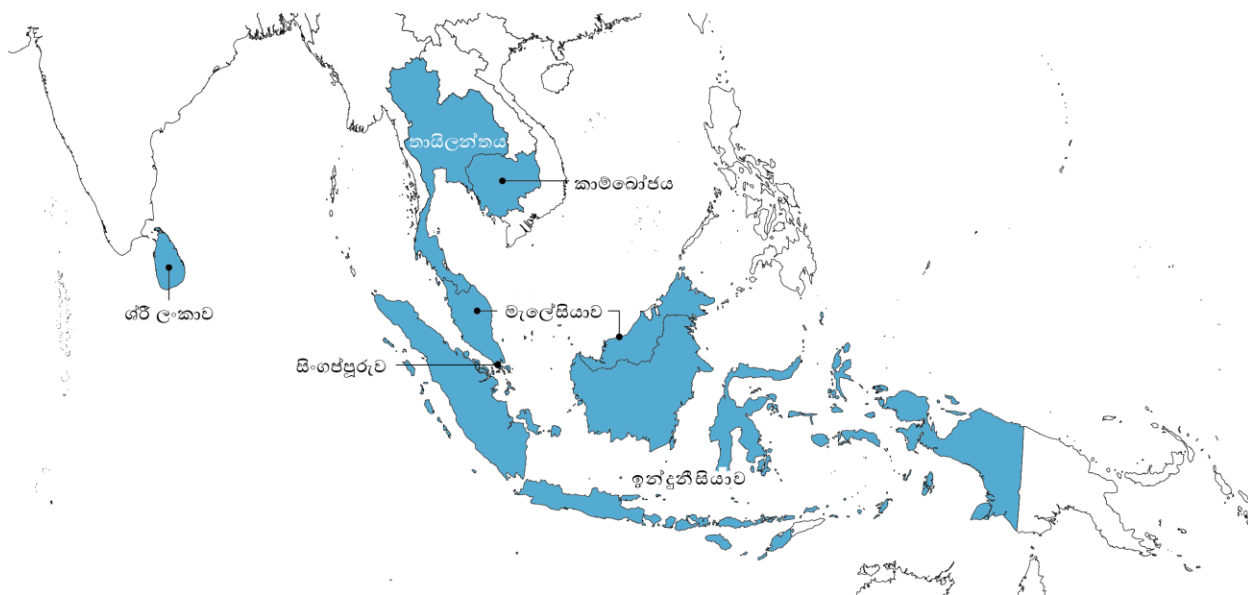 තායිලන්තය
කාම්බෝජය
ශ්රී ලංකාව
මැලේසියාව
සිංගප්පූරුව
ඉන්දුනීසියාව